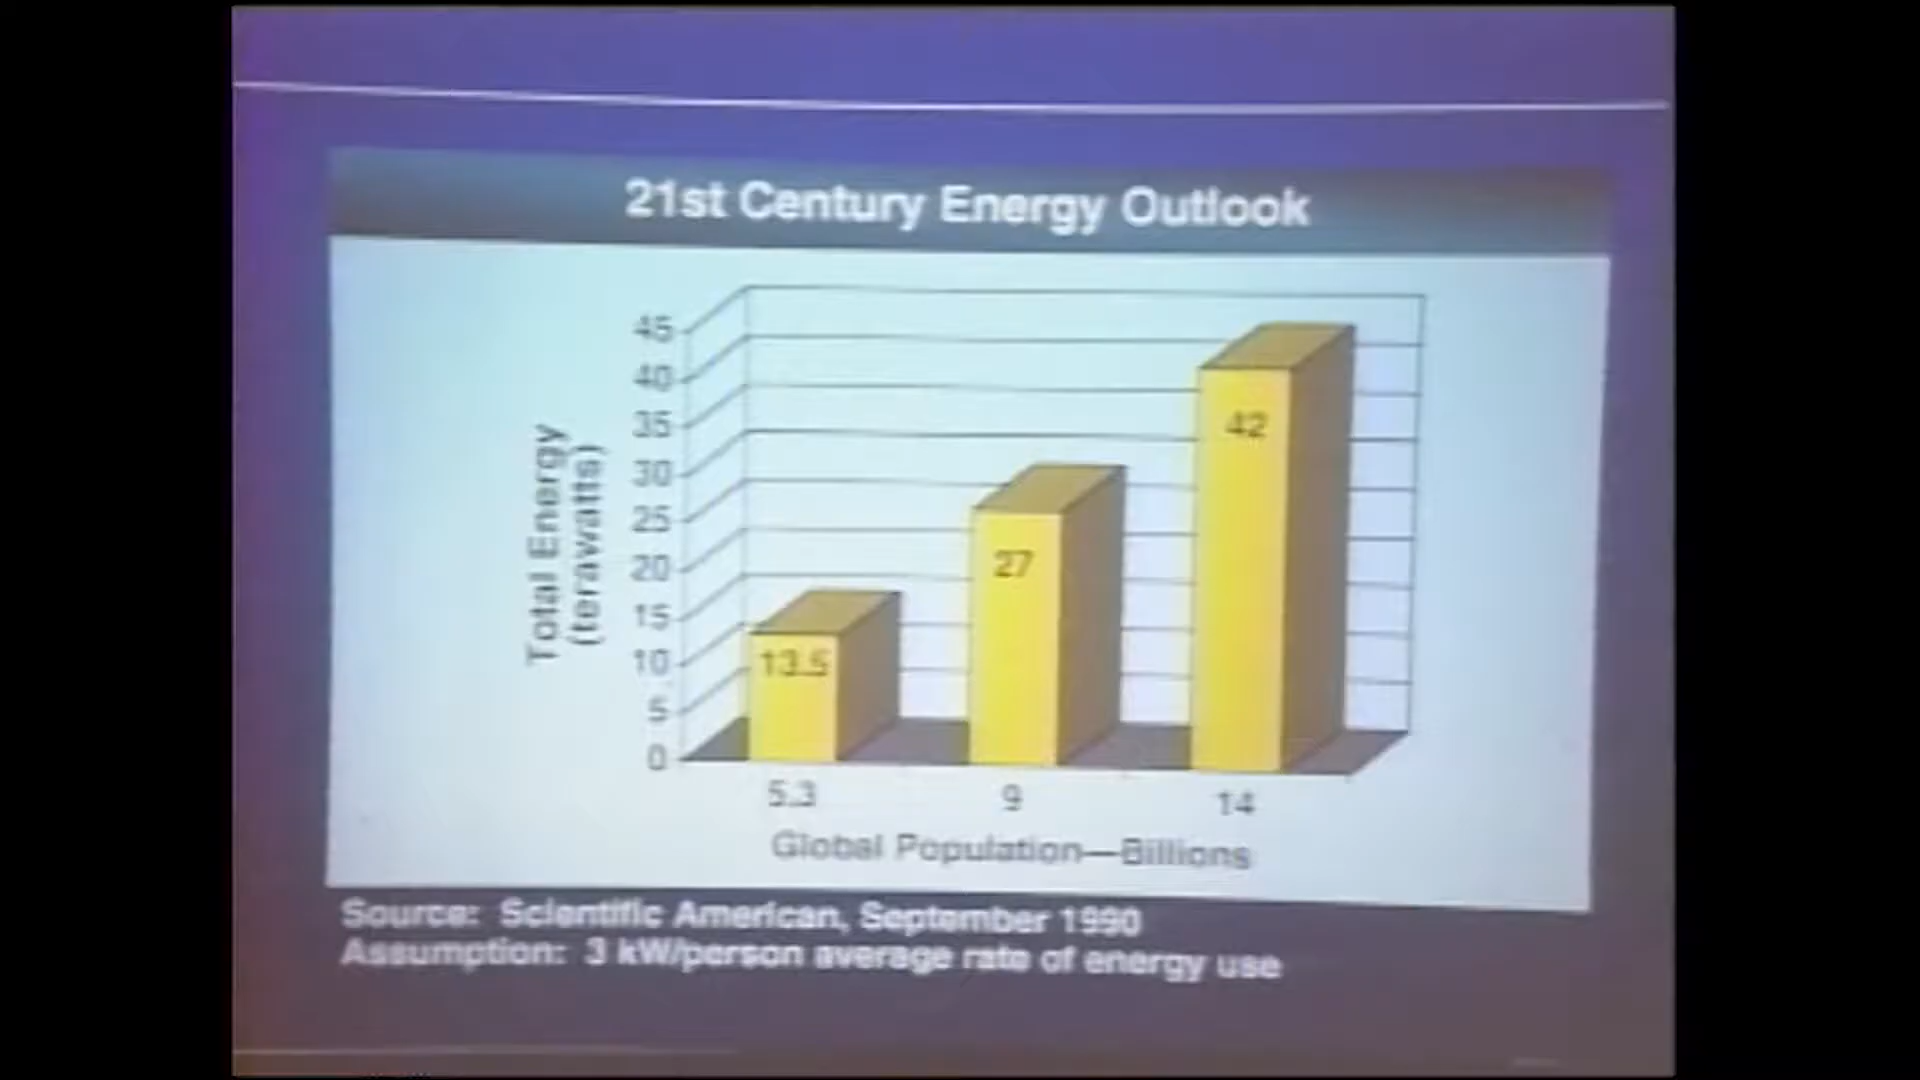 21st Century Energy Outlook
Total Energy
(terawatts)
45
40
35
30
25
20
15
10
5
0
13.5
27
42
5.3
9
14
Global Population—Billions
Source: Scientific American, September 1990
Assumption: 3 kW/person average rate of energy use